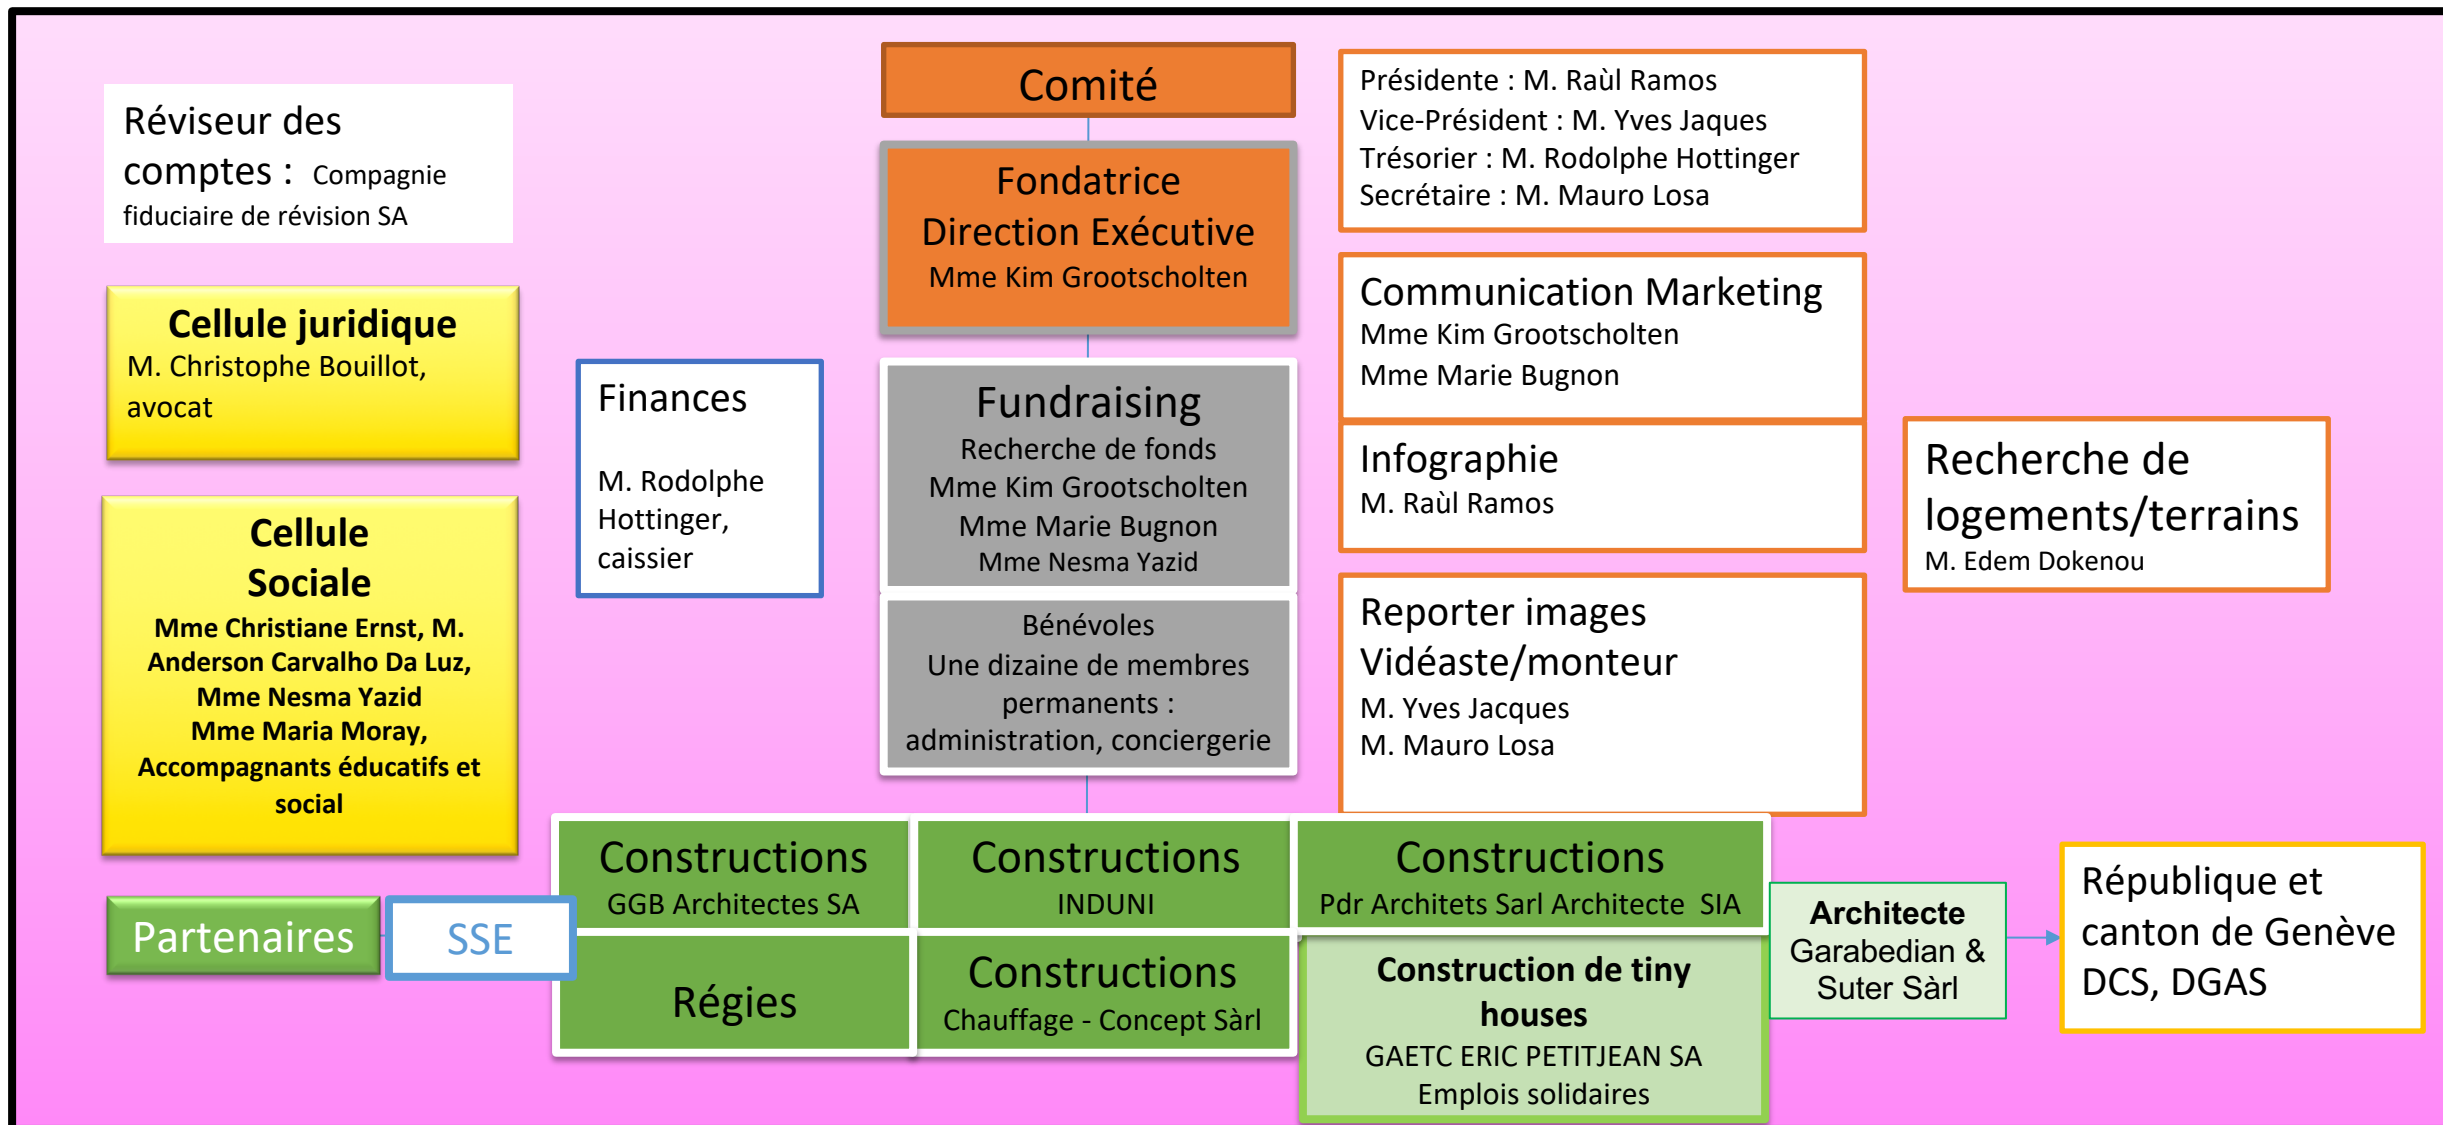 Comité
Fondatrice
Direction Exécutive
Mme Kim Grootscholten
Présidente : M. Raùl Ramos
Vice-Président : M. Yves Jaques
Trésorier : M. Rodolphe Hottinger
Secrétaire : M. Mauro Losa
Réviseur des
comptes : Compagnie
fiduciaire de révision SA
Cellule juridique
M. Christophe Bouillot,
avocat
Cellule
Sociale
Mme Christiane Ernst, M.
Anderson Carvalho Da Luz,
Mme Nesma Yazid
Mme Maria Moray,
Accompagnants éducatifs et
social
Finances
M. Rodolphe
Hottinger,
caissier
Fundraising
Recherche de fonds
Mme Kim Grootscholten
Mme Marie Bugnon
Mme Nesma Yazid
Bénévoles
Une dizaine de membres
permanents :
administration, conciergerie
Communication Marketing
Mme Kim Grootscholten
Mme Marie Bugnon
Infographie
M. Raùl Ramos
Reporter images
Vidéaste/monteur
M. Yves Jacques
M. Mauro Losa
Recherche de
logements/terrains
M. Edem Dokenou
Partenaires
SSE
Constructions
GGB Architectes SA
Constructions
INDUNI
Constructions
Pdr Architets Sarl Architecte SIA
Régies
Constructions
Chauffage - Concept Sàrl
Construction de tiny
houses
GAETC ERIC PETITJEAN SA
Emplois solidaires
Architecte
Garabedian &
Suter Sàrl
République et
canton de Genève
DCS, DGAS